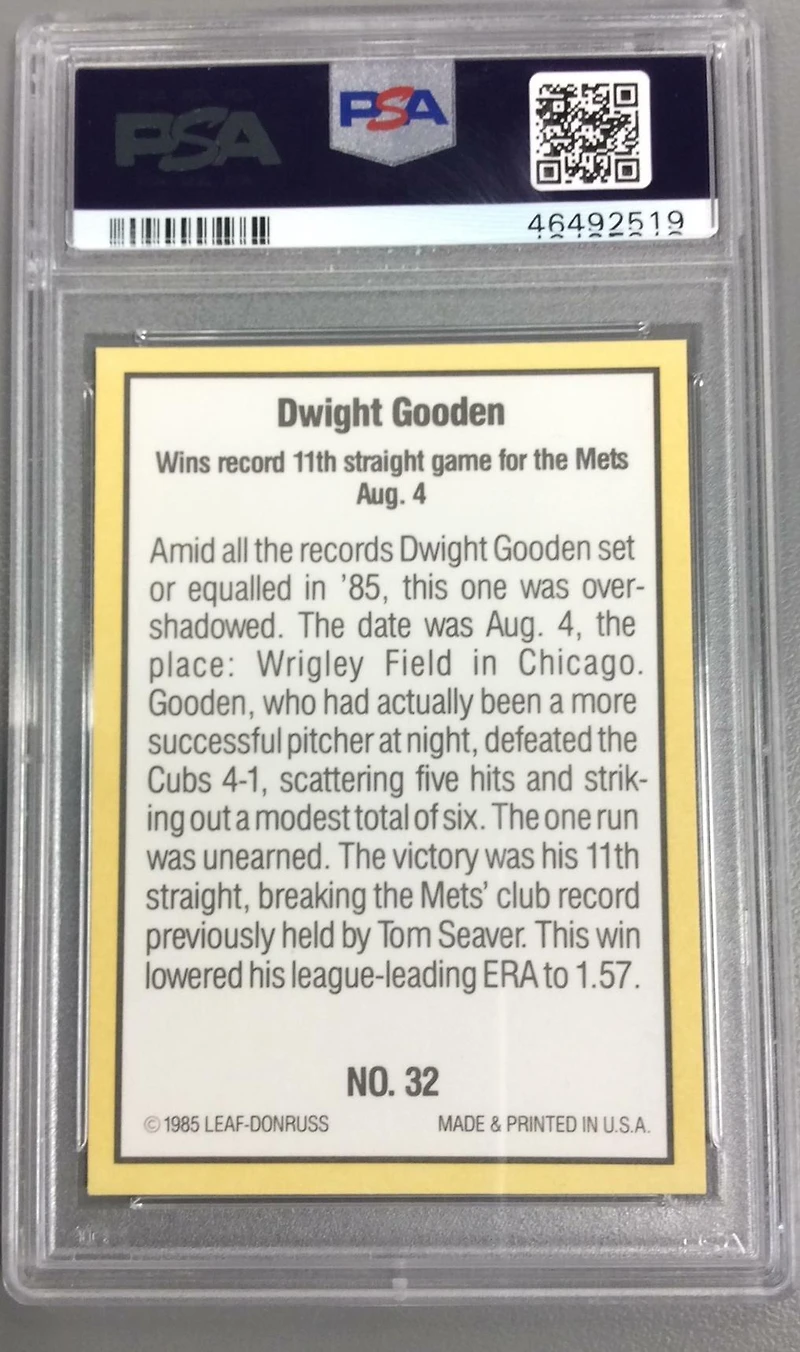 PSA
PSA
46492519
Dwight Gooden
Wins record 11th straight game for the Mets
Aug. 4
Amid all the records Dwight Gooden set
or equalled in '85, this one was over-
shadowed. The date was Aug. 4, the
place: Wrigley Field in Chicago.
Gooden, who had actually been a more
successful pitcher at night, defeated the
Cubs 4-1, scattering five hits and strik-
ing out a modest total of six. The one run
was unearned. The victory was his 11th
straight, breaking the Mets' club record
previously held by Tom Seaver. This win
lowered his league-leading ERA to 1.57.
NO. 32
© 1985 LEAF-DONRUSS MADE & PRINTED IN U.S.A.